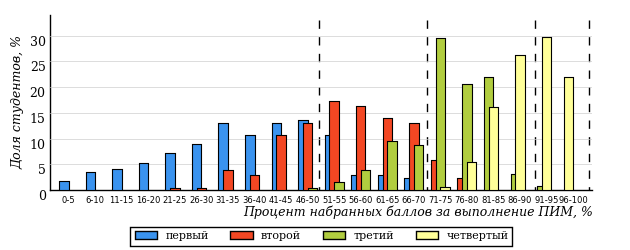 Доля студентов, %
30
25
20
15
10
5
0
0-5 6-10 11-15 16-20 21-25 26-30 31-35 36-40 41-45 46-50 51-55 56-60 61-65 66-70 71-75 76-80 81-85 86-90 91-95 96-100
Процент набранных баллов за выполнение ПИМ, %
первый второй третий четвертый